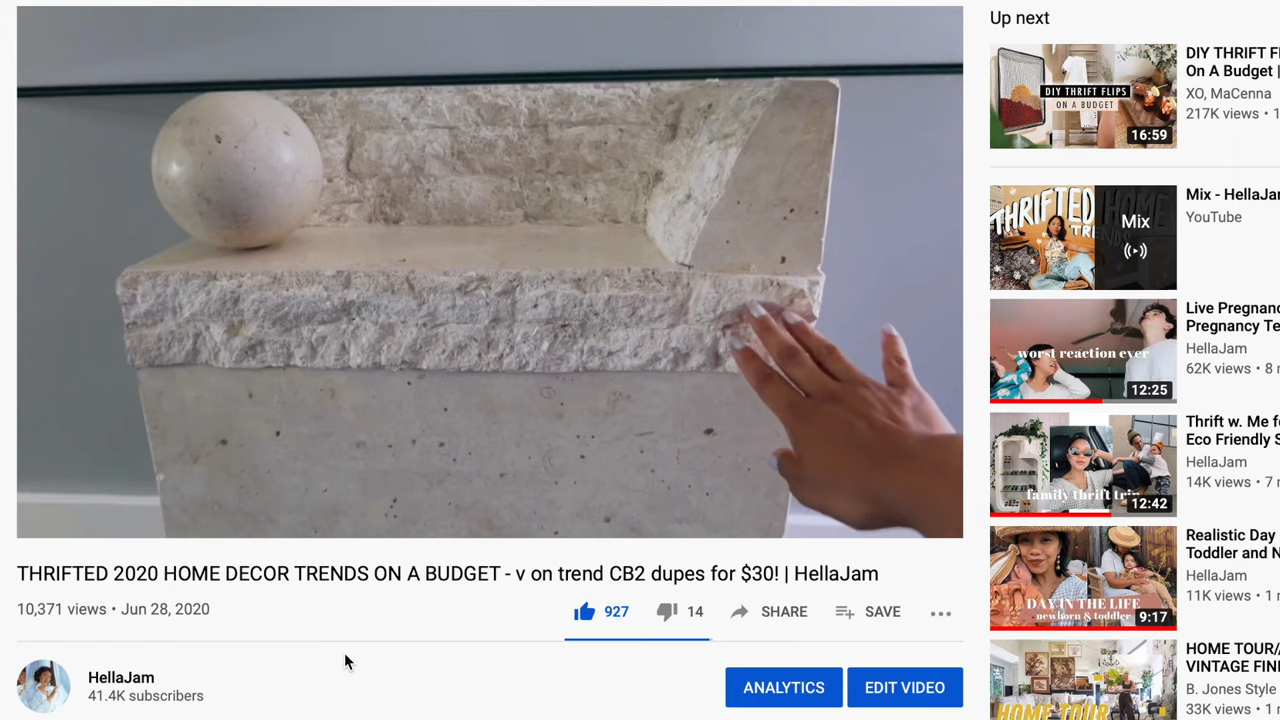 THRIFTED 2020 HOME DECOR TRENDS ON A BUDGET - v on trend CB2 dupes for $30! | HellaJam
10,371 views • Jun 28, 2020
927
14
SHARE
SAVE
HellaJam
41.4K subscribers
ANALYTICS
EDIT VIDEO
Up next
DIY THRIFT FLIPS
ON A BUDGET
16:59
DIY THRIFT F
On A Budget |
XO, MaCenna
217K views • 1
THRIFTED HOME
TRENDS
Mix
Mix - HellaJam
YouTube
worst reaction ever
12:25
Live Pregnanc
Pregnancy Te
HellaJam
62K views • 8 m
family thrift trip
12:42
Thrift w. Me f
Eco Friendly S
HellaJam
14K views • 7 m
DAY IN THE LIFE
newborn & toddler
9:17
Realistic Day
Toddler and N
HellaJam
11K views • 1 m
HOME TOUR
HOME TOUR//
VINTAGE FIN
B. Jones Style
33K views • 1 m